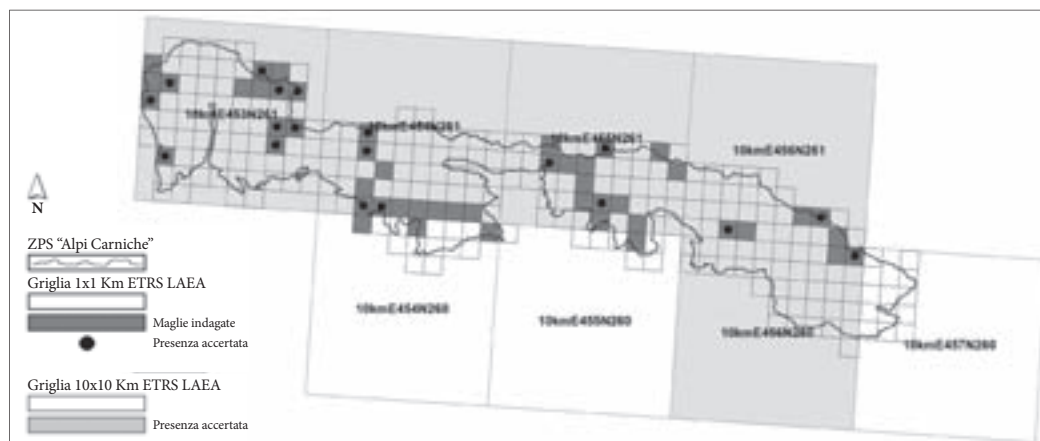 10kmE453N261
10kmE454N261
10kmE455N261
10kmE456N261
N
ZPS “Alpi Carniche”
Griglia 1x1 Km ETRS LAEA
Maglie indagate
Presenza accertata
Griglia 10x10 Km ETRS LAEA
Presenza accertata
10kmE454N260
10kmE455N260
10kmE456N260
10kmE457N260